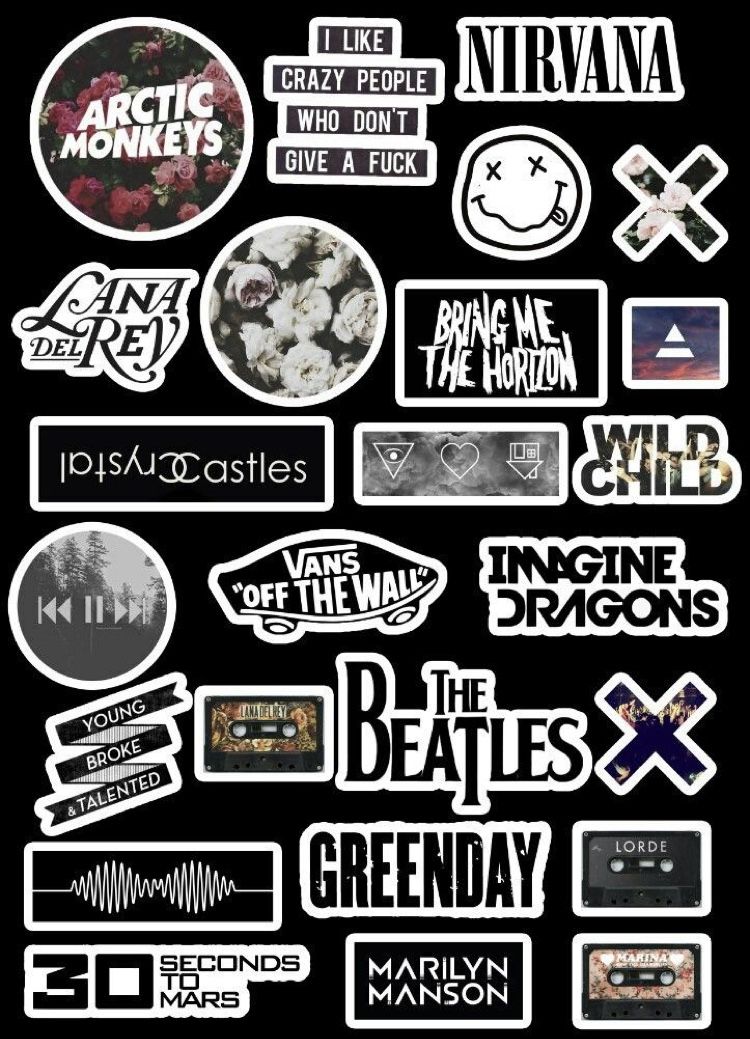 ARCTIC
MONKEYS
I LIKE
CRAZY PEOPLE
WHO DON'T
GIVE A FUCK
NIRVANA
LANA
DEL REY
BRING ME
THE HORIZON
crystal castles
WILD
CHILD
VANS
"OFF THE WALL"
IMAGINE
DRAGONS
YOUNG
BROKE
& TALENTED
LANA DEL REY
THE
BEATLES
GREENDAY
LORDE
30 SECONDS
TO
MARS
MARILYN
MANSON
MARINA